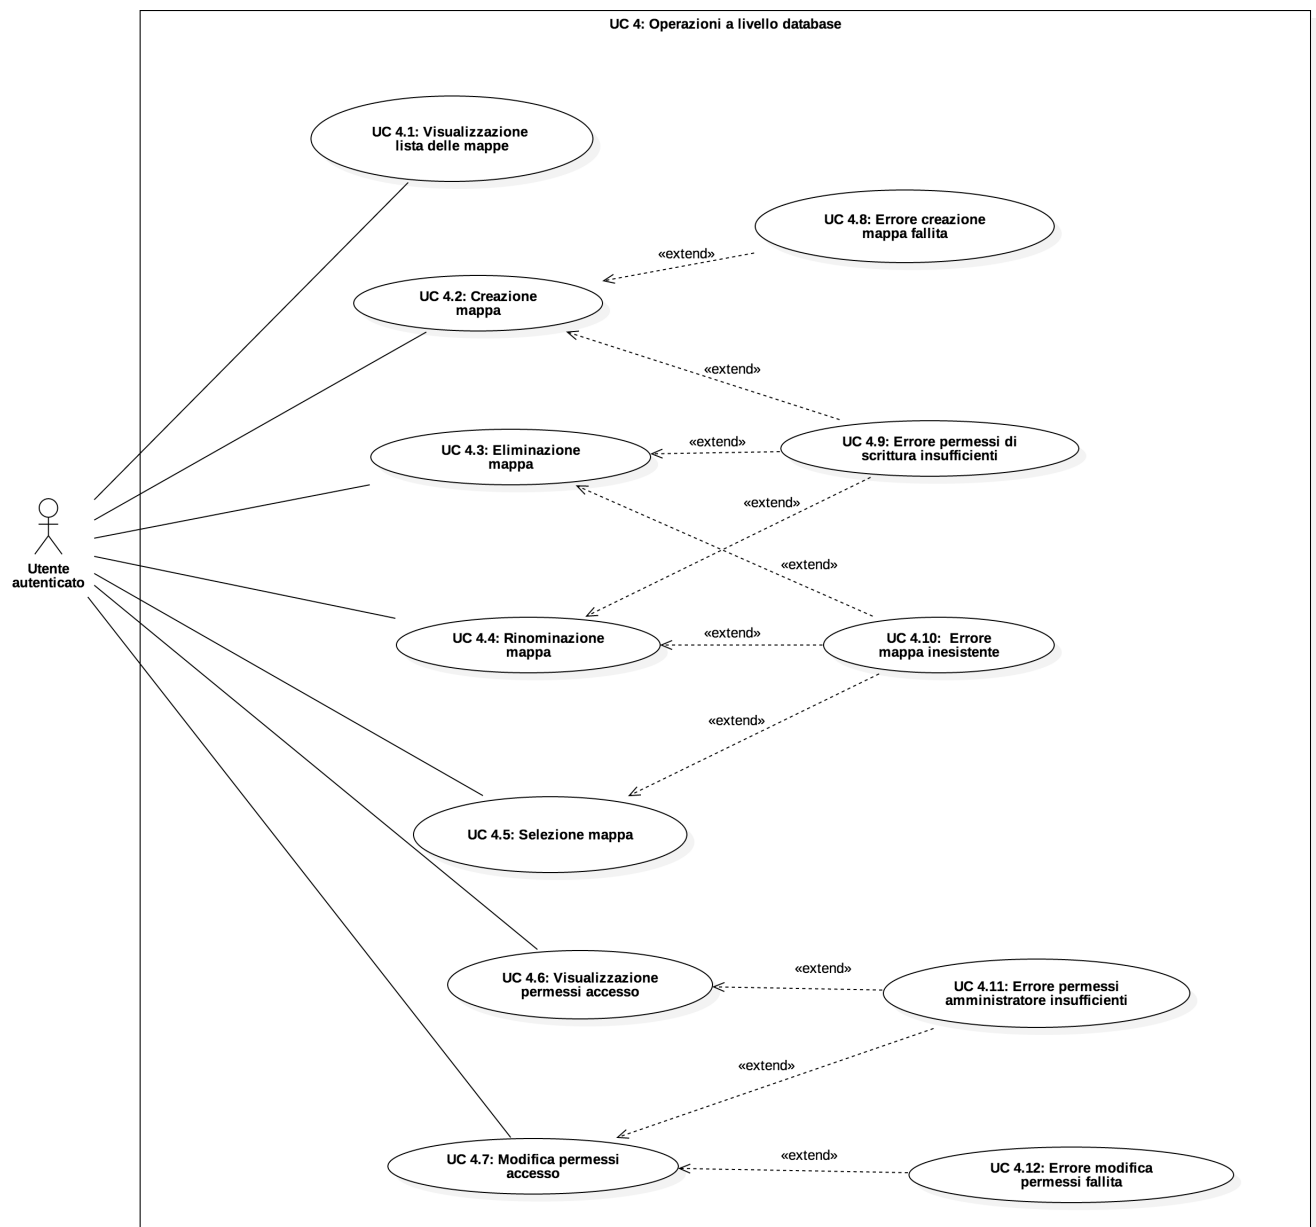 UC 4: Operazioni a livello database
UC 4.1: Visualizzazione
lista delle mappe
UC 4.8: Errore creazione
mappa fallita
«extend»
UC 4.2: Creazione
mappa
«extend»
UC 4.3: Eliminazione
mappa
«extend»
UC 4.9: Errore permessi di
scrittura insufficienti
«extend»
Utente
autenticato
«extend»
UC 4.4: Rinominazione
mappa
«extend»
UC 4.10: Errore
mappa inesistente
«extend»
UC 4.5: Selezione mappa
UC 4.6: Visualizzazione
permessi accesso
«extend»
UC 4.11: Errore permessi
amministratore insufficienti
«extend»
UC 4.7: Modifica permessi
accesso
«extend»
UC 4.12: Errore modifica
permessi fallita